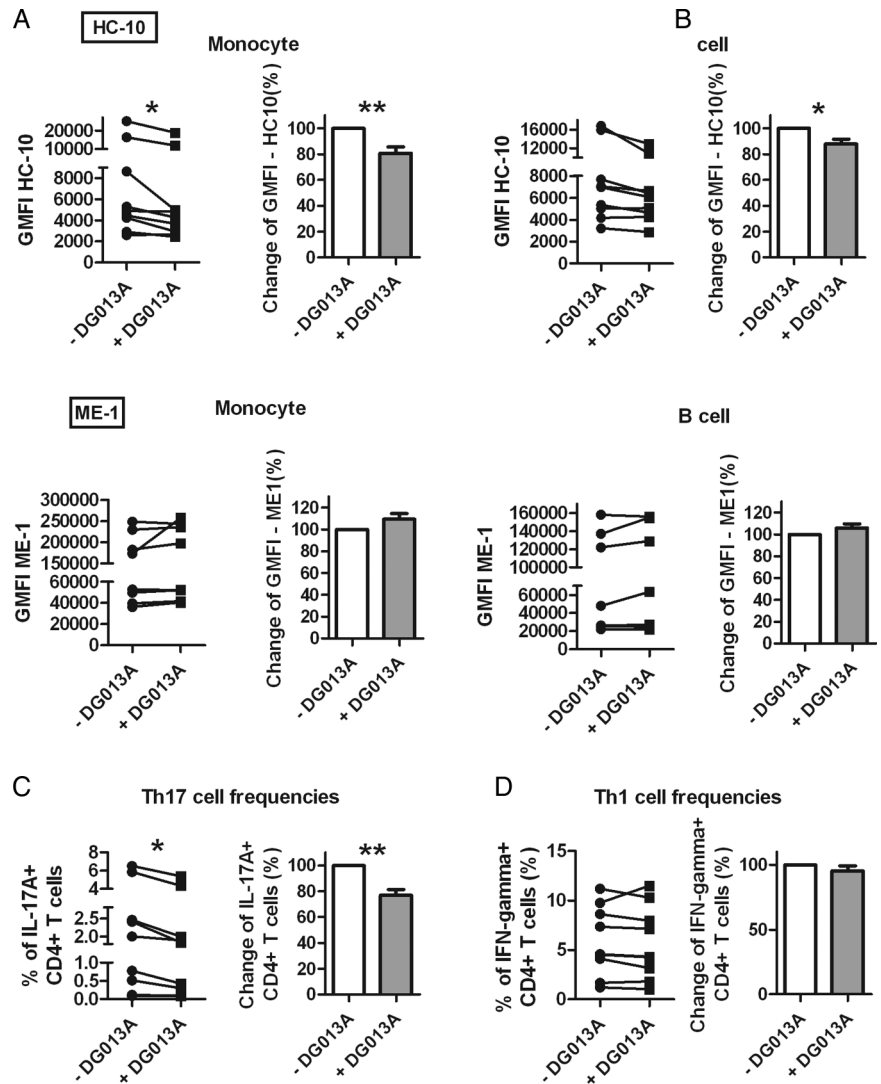 A
HC-10
Monocyte
B
cell
*
GMFI HC-10
20000
10000
10000
8000
6000
4000
2000
0
- DG013A
+ DG013A
**
Change of GMFI - HC10(%)
100
80
60
40
20
0
- DG013A
+ DG013A
GMFI HC-10
16000
12000
10000
8000
6000
4000
2000
0
- DG013A
+ DG013A
*
Change of GMFI - HC10(%)
100
80
60
40
20
0
- DG013A
+ DG013A
ME-1
Monocyte
B cell
GMFI ME-1
300000
250000
200000
150000
60000
40000
20000
0
- DG013A
+ DG013A
Change of GMFI - ME1(%)
120
100
80
60
40
20
0
- DG013A
+ DG013A
GMFI ME-1
160000
140000
120000
100000
80000
60000
40000
20000
0
- DG013A
+ DG013A
Change of GMFI - ME1(%)
120
100
80
60
40
20
0
- DG013A
+ DG013A
C
Th17 cell frequencies
*
% of IL-17A+
CD4+ T cells
8
6
4
2.5
2.0
1.0
0.5
0.0
- DG013A
+ DG013A
**
Change of IL-17A+
CD4+ T cells (%)
100
80
60
40
20
0
- DG013A
+ DG013A
D
Th1 cell frequencies
% of IFN-gamma+
CD4+ T cells (%)
15
10
5
0
- DG013A
+ DG013A
Change of IFN-gamma+
CD4+ T cells (%)
100
50
0
- DG013A
+ DG013A